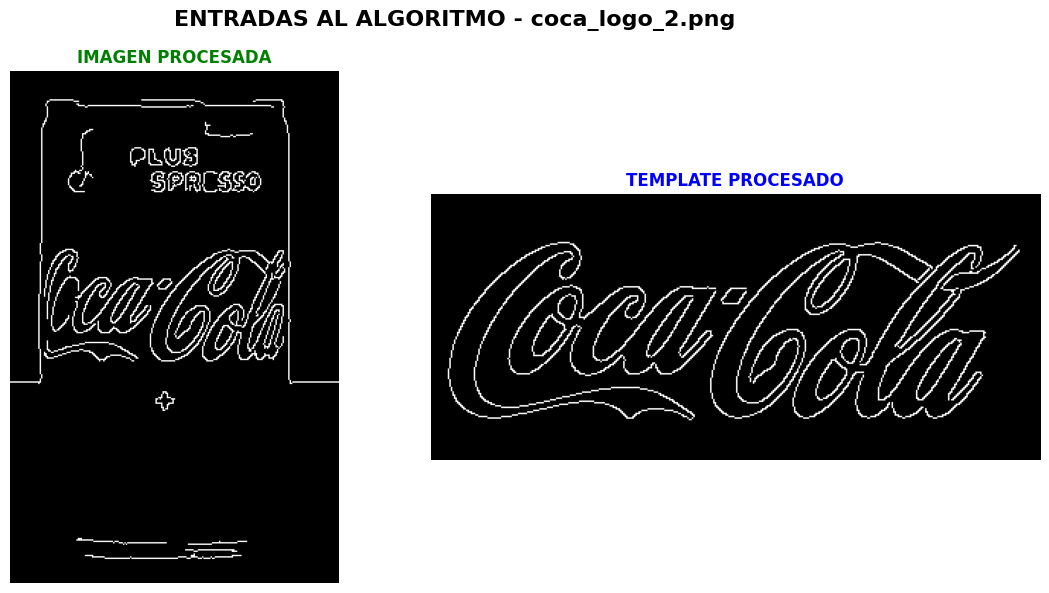 ENTRADAS AL ALGORITMO - coca_logo_2.png
IMAGEN PROCESADA
PLUS
SPRESSO
Coca-Cola
TEMPLATE PROCESADO
Coca-Cola